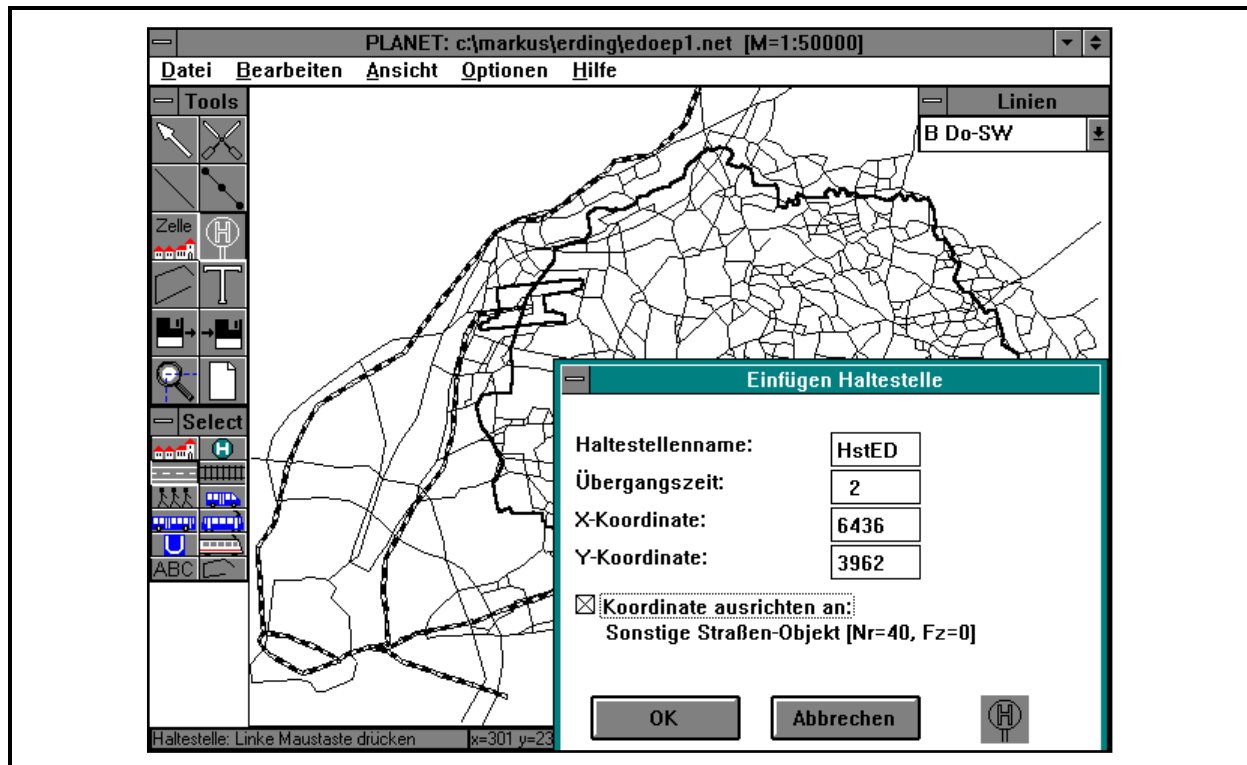 PLANET: c:\markus\erding\edoep1.net [M=1:50000]
Datei Bearbeiten Ansicht Optionen Hilfe
Tools
Zelle
H
Select
H
U
ABC
Linien
B Do-SW
Einfügen Haltestelle
Haltestellenname: HstED
Übergangszeit: 2
X-Koordinate: 6436
Y-Koordinate: 3962
Koordinate ausrichten an:
Sonstige Straßen-Objekt [Nr=40, Fz=0]
OK Abbrechen H
Haltestelle: Linke Maustaste drücken x=301 y=23